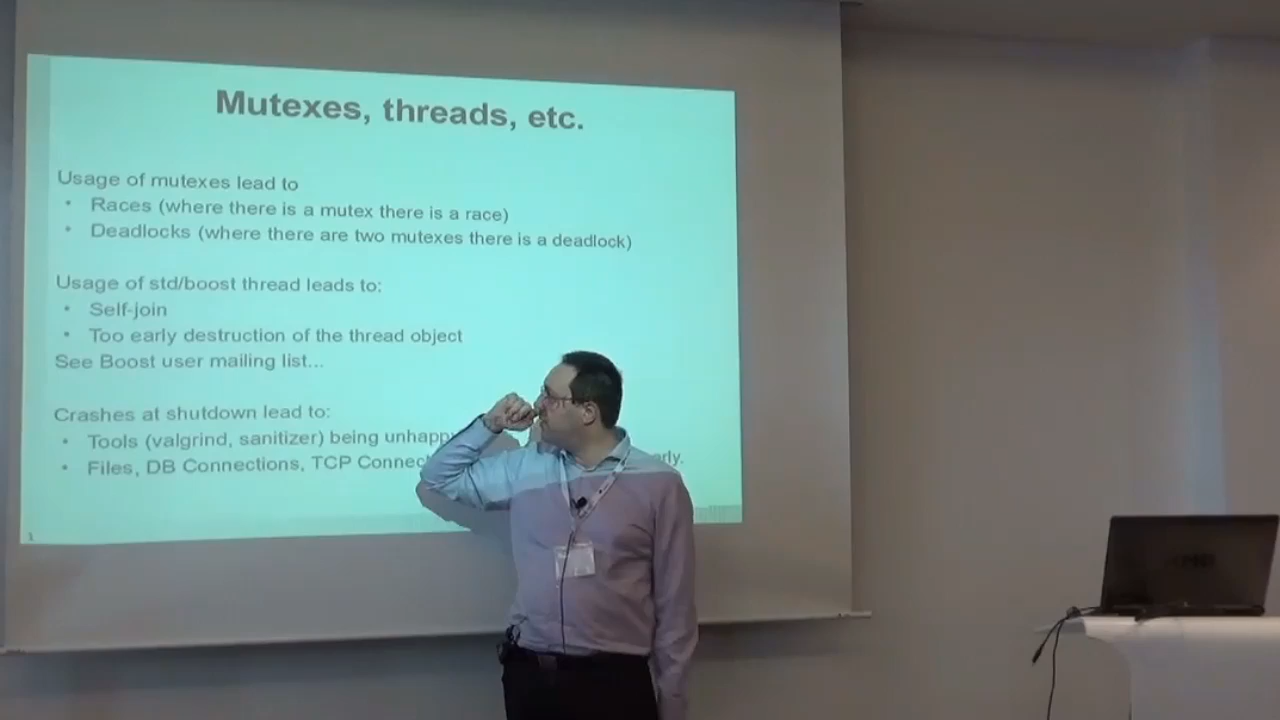 Mutexes, threads, etc.
Usage of mutexes lead to
• Races (where there is a mutex there is a race)
• Deadlocks (where there are two mutexes there is a deadlock)
Usage of std/boost thread leads to:
• Self-join
• Too early destruction of the thread object
See Boost user mailing list...
Crashes at shutdown lead to:
• Tools (valgrind, sanitizer) being
• Files, DB Connections, TCP